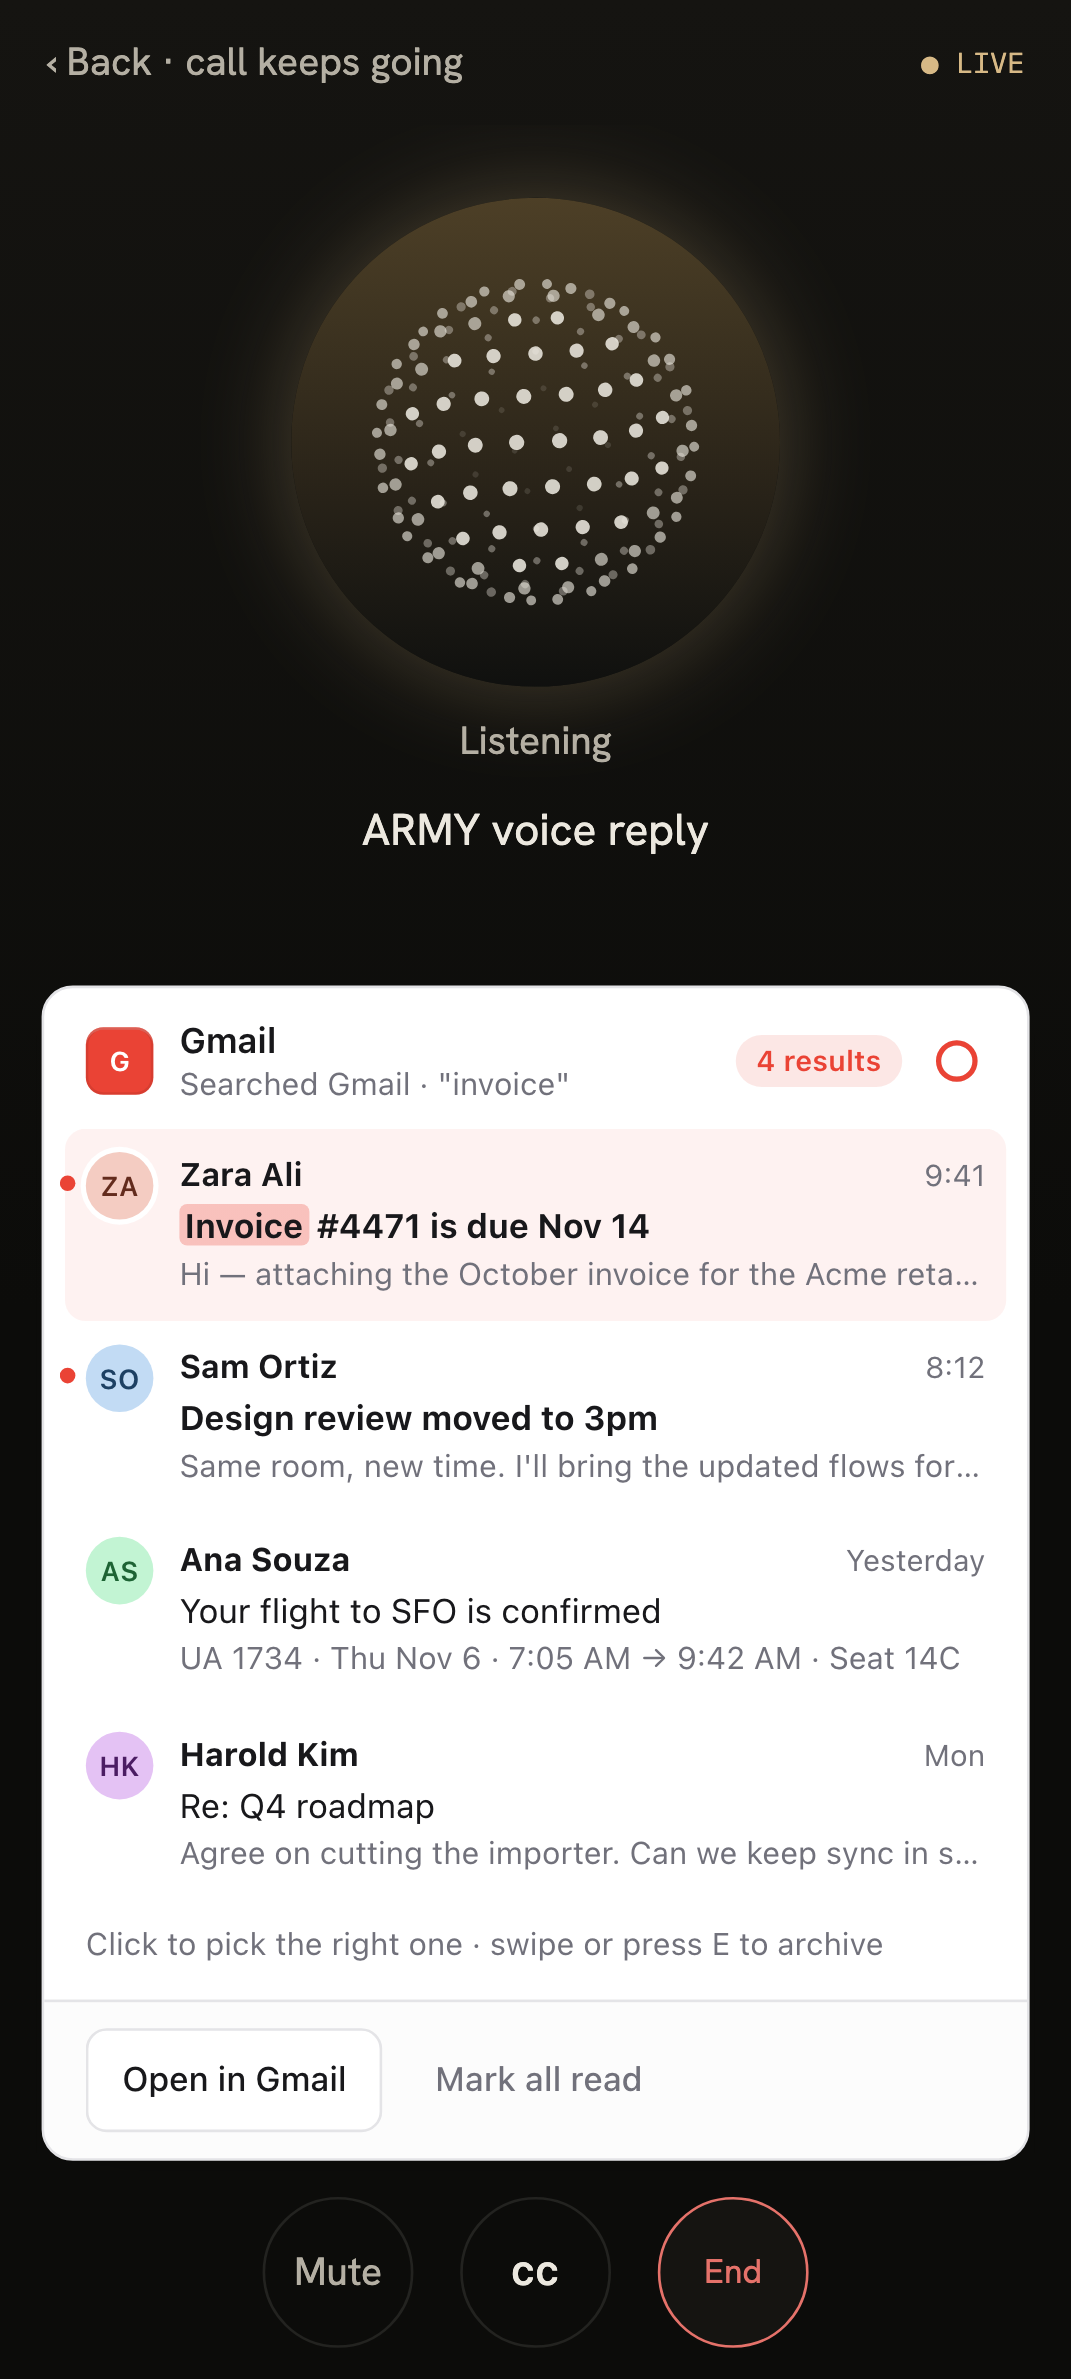 ‹ Back · call keeps going
● LIVE
Listening
ARMY voice reply
G
Gmail
Searched Gmail · "invoice"
4 results
ZA
Zara Ali
9:41
Invoice #4471 is due Nov 14
Hi — attaching the October invoice for the Acme reta...
SO
Sam Ortiz
8:12
Design review moved to 3pm
Same room, new time. I'll bring the updated flows for...
AS
Ana Souza
Yesterday
Your flight to SFO is confirmed
UA 1734 · Thu Nov 6 · 7:05 AM → 9:42 AM · Seat 14C
HK
Harold Kim
Mon
Re: Q4 roadmap
Agree on cutting the importer. Can we keep sync in s...
Click to pick the right one · swipe or press E to archive
Open in Gmail
Mark all read
Mute
CC
End